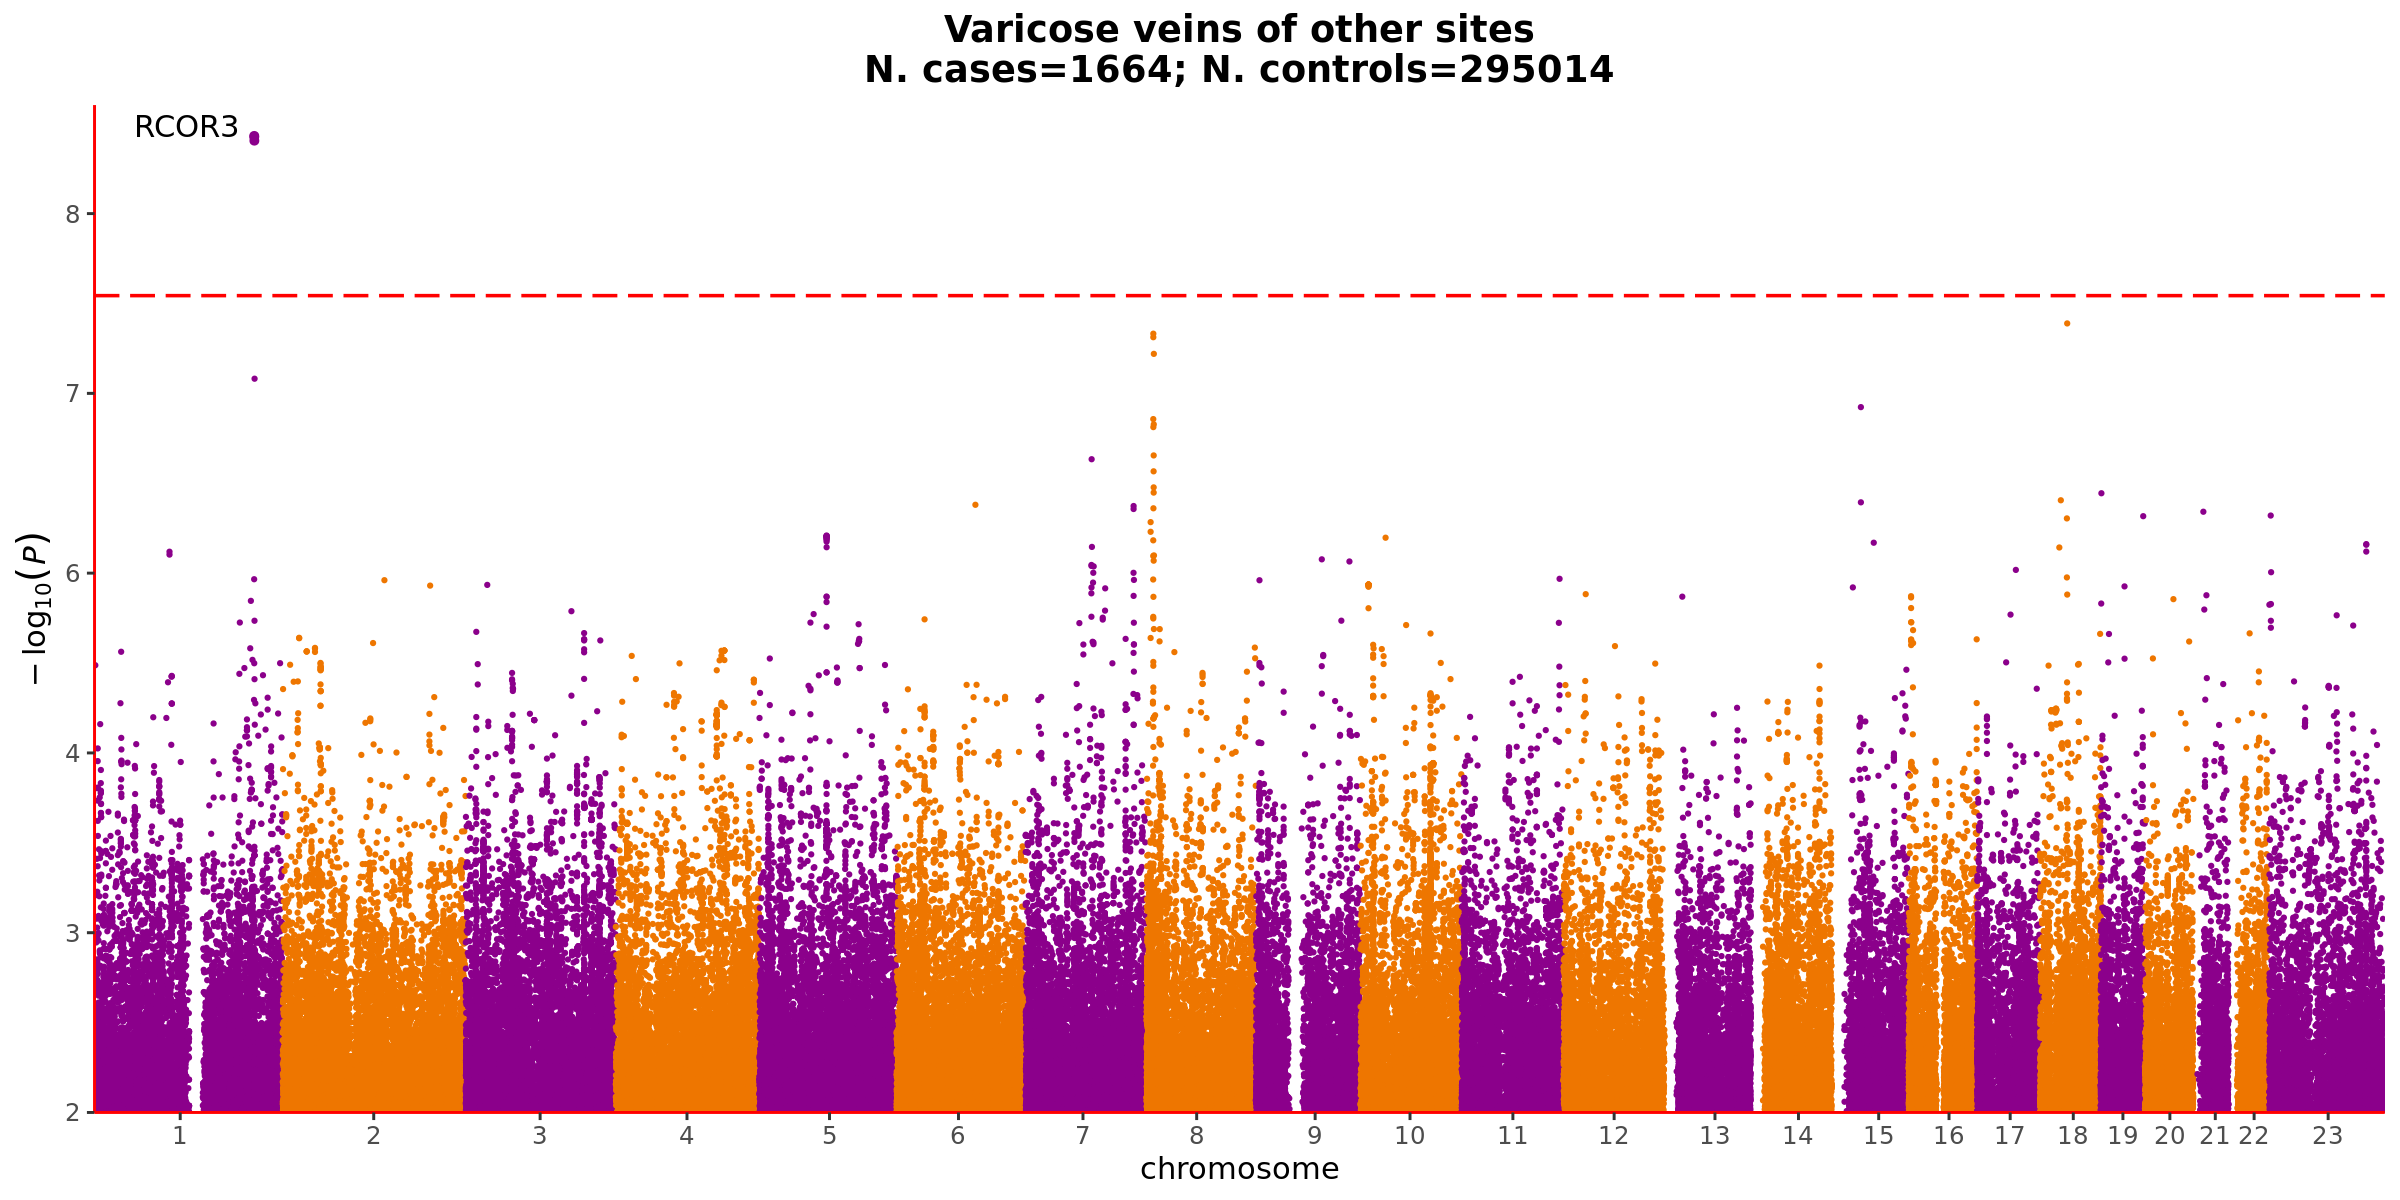 Varicose veins of other sites
N. cases=1664; N. controls=295014
RCOR3
8
7
6
5
4
3
2
− log10(P)
1 2 3 4 5 6 7 8 9 10 11 12 13 14 15 16 17 18 19 20 21 22 23
chromosome